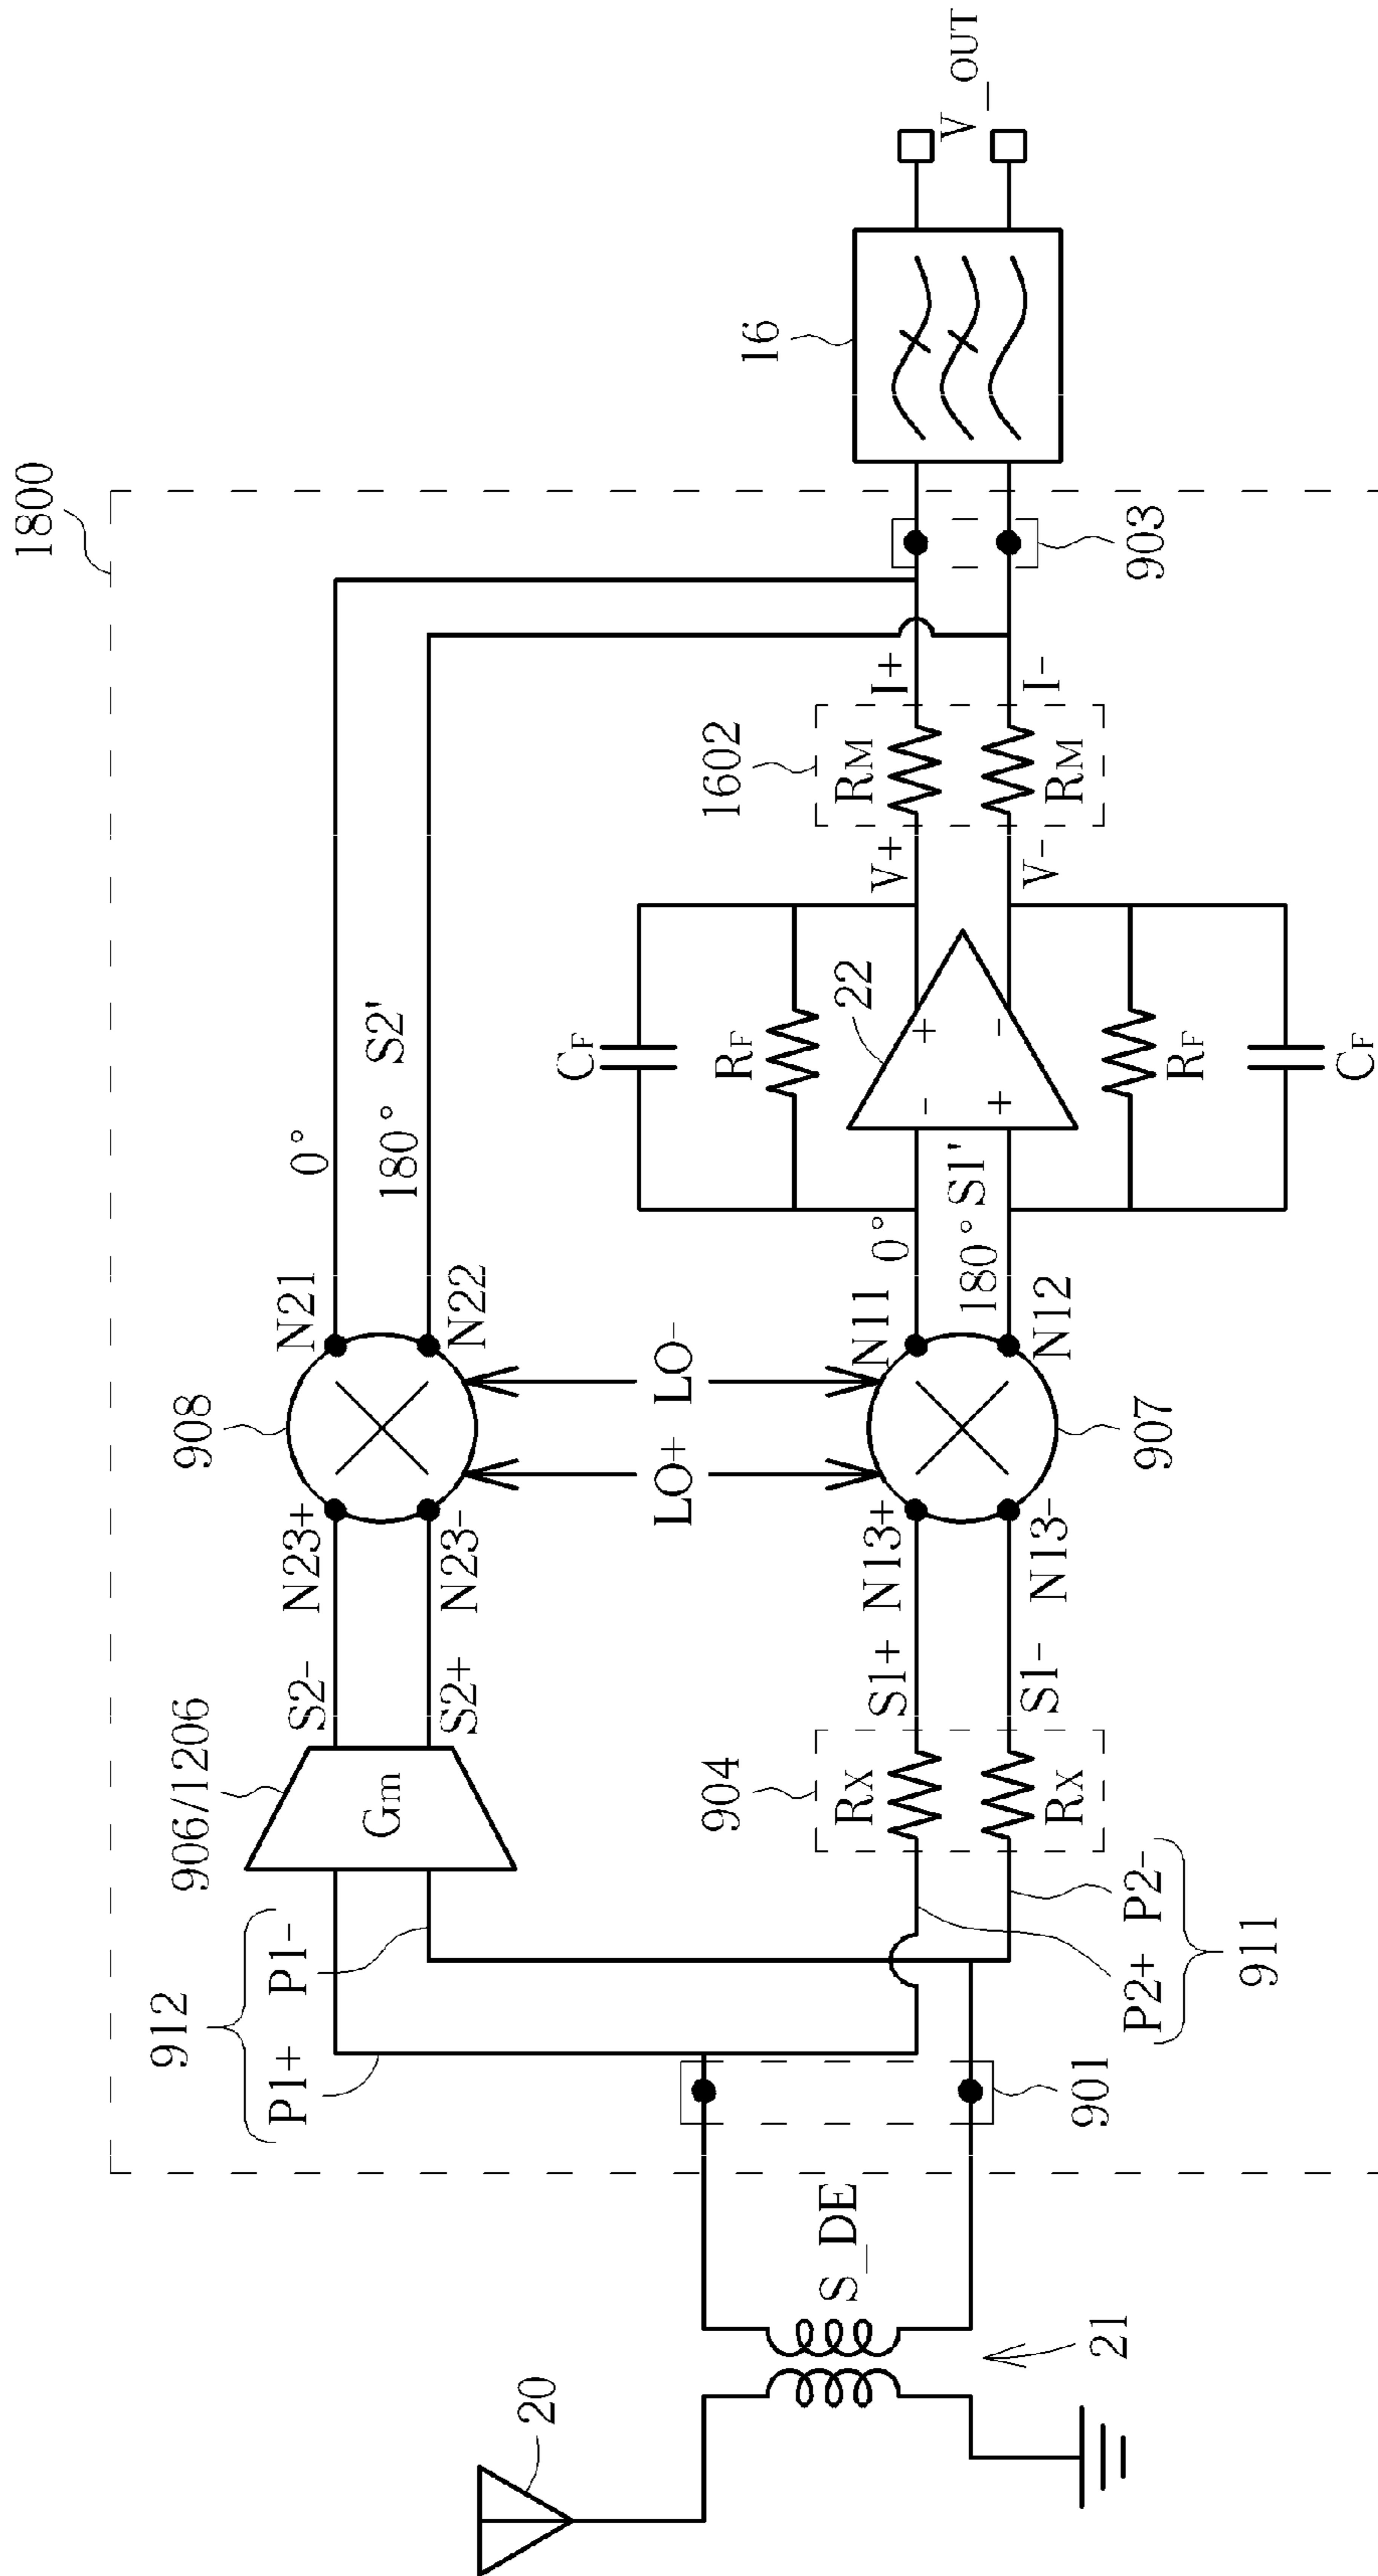 1800
912
P1+ P1-
906/1206
Gm
S2-
S2+
N23+
N23-
908
N21
N22
0°
180° S2'
LO+ LO-
20
21
S_DE
901
904
RX
RX
P2+ P2-
911
S1+
S1-
N13+
N13-
907
N11
N12
0°
180° S1'
CF
RF
22
- +
+ -
RF
CF
V+
V-
1602
RM
RM
I+
I-
903
16
V_OUT